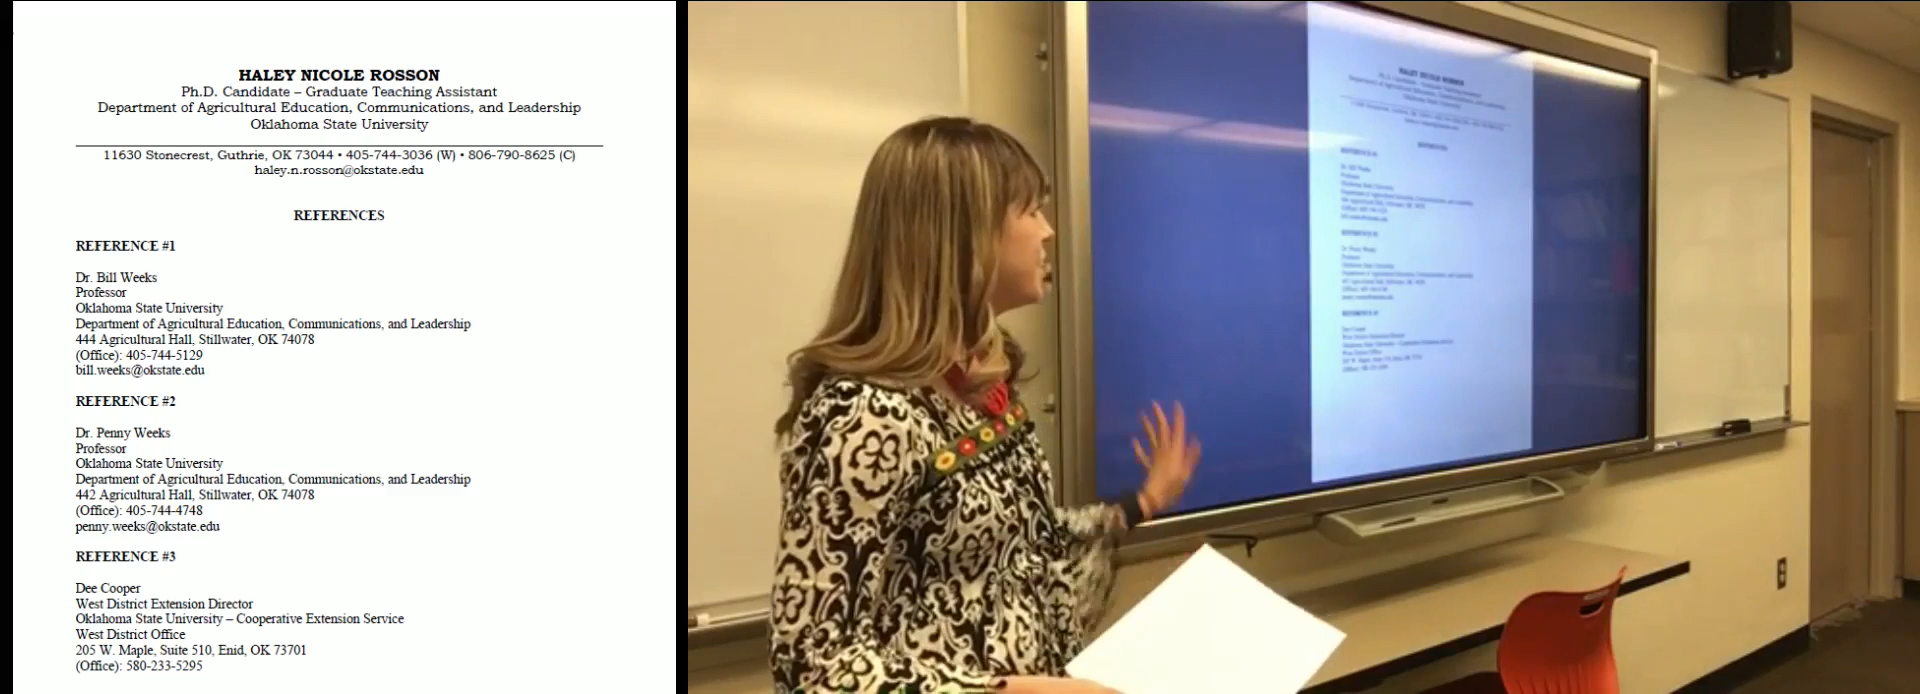 HALEY NICOLE ROSSON
Ph.D. Candidate – Graduate Teaching Assistant
Department of Agricultural Education, Communications, and Leadership
Oklahoma State University
11630 Stonecrest, Guthrie, OK 73044 • 405-744-3036 (W) • 806-790-8625 (C)
haley.n.rosson@okstate.edu
REFERENCES
REFERENCE #1
Dr. Bill Weeks
Professor
Oklahoma State University
Department of Agricultural Education, Communications, and Leadership
444 Agricultural Hall, Stillwater, OK 74078
(Office): 405-744-5129
bill.weeks@okstate.edu
REFERENCE #2
Dr. Penny Weeks
Professor
Oklahoma State University
Department of Agricultural Education, Communications, and Leadership
442 Agricultural Hall, Stillwater, OK 74078
(Office): 405-744-4748
penny.weeks@okstate.edu
REFERENCE #3
Dee Cooper
West District Extension Director
Oklahoma State University – Cooperative Extension Service
West District Office
205 W. Maple, Suite 510, Enid, OK 73701
(Office): 580-233-5295
HALEY NICOLE ROSSON
REFERENCES